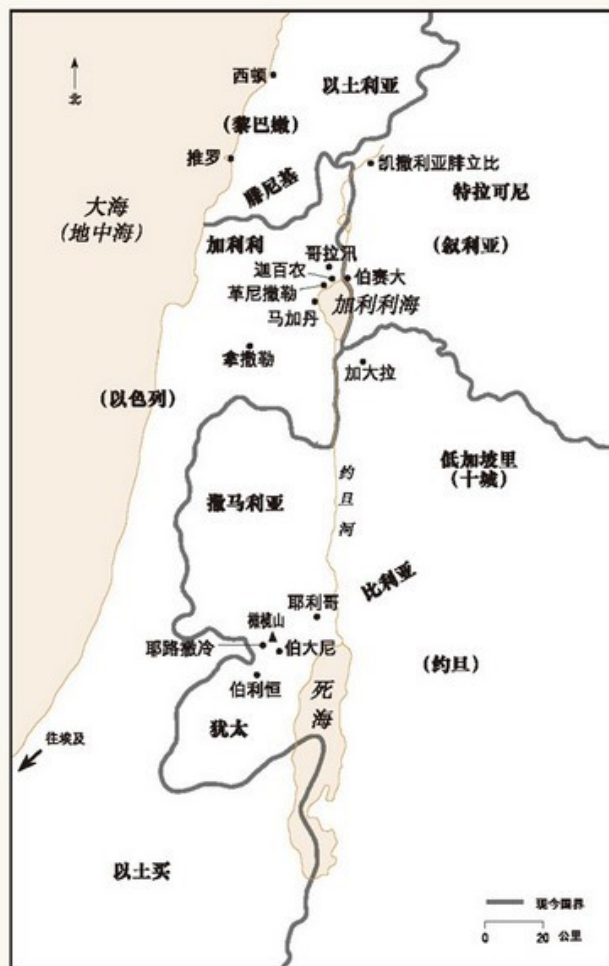 西顿
以土利亚
北
(黎巴嫩)
推罗
凯撒利亚腓立比
腓尼基
特拉可尼
大海
(地中海)
加利利
(叙利亚)
哥拉汛
迦百农
伯赛大
革尼撒勒
加利利海
马加丹
拿撒勒
加大拉
(以色列)
低加坡里
(十城)
约旦河
撒马利亚
比利亚
耶利哥
橄榄山
耶路撒冷
伯大尼
(约旦)
伯利恒
死海
犹太
往埃及
以土买
现今国界
0 20 公里